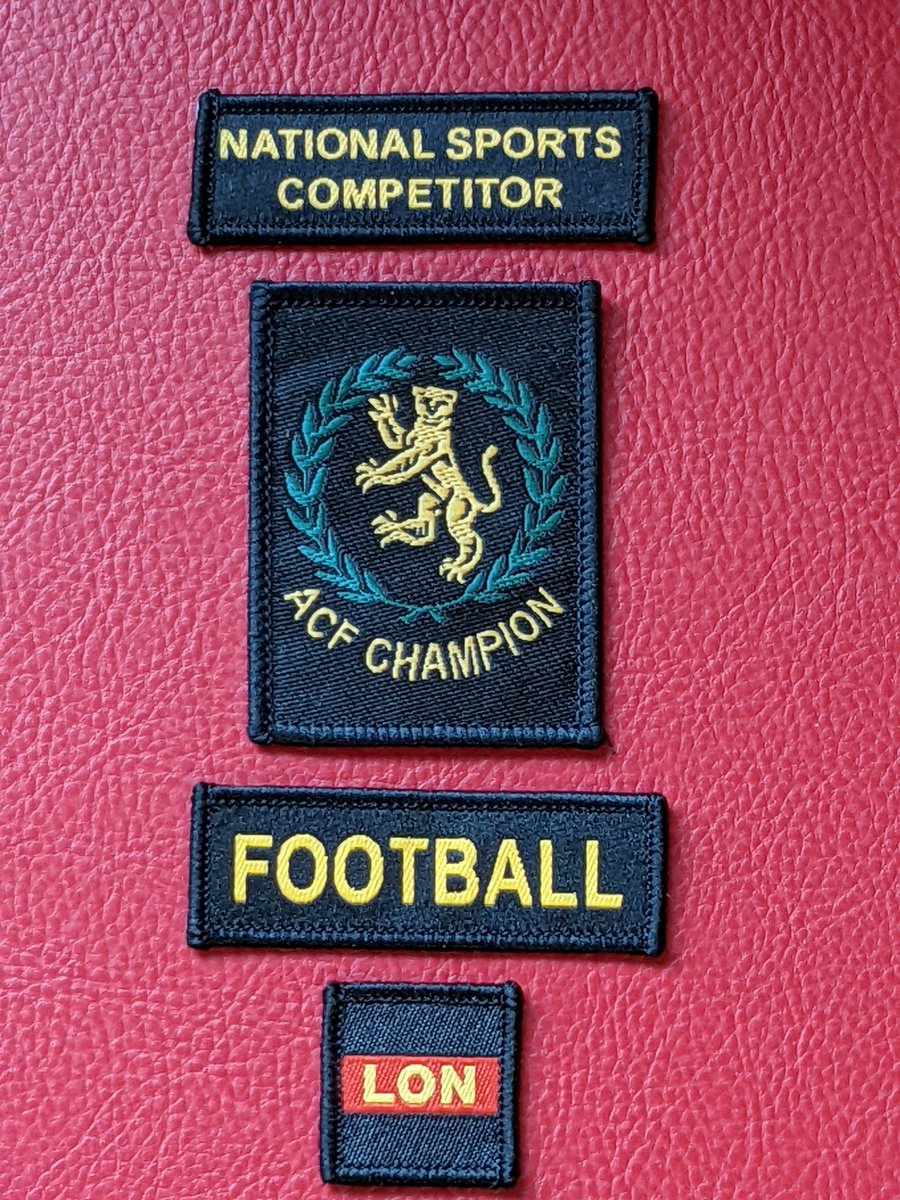 NATIONAL SPORTS
COMPETITOR
ACF CHAMPION
FOOTBALL
LON